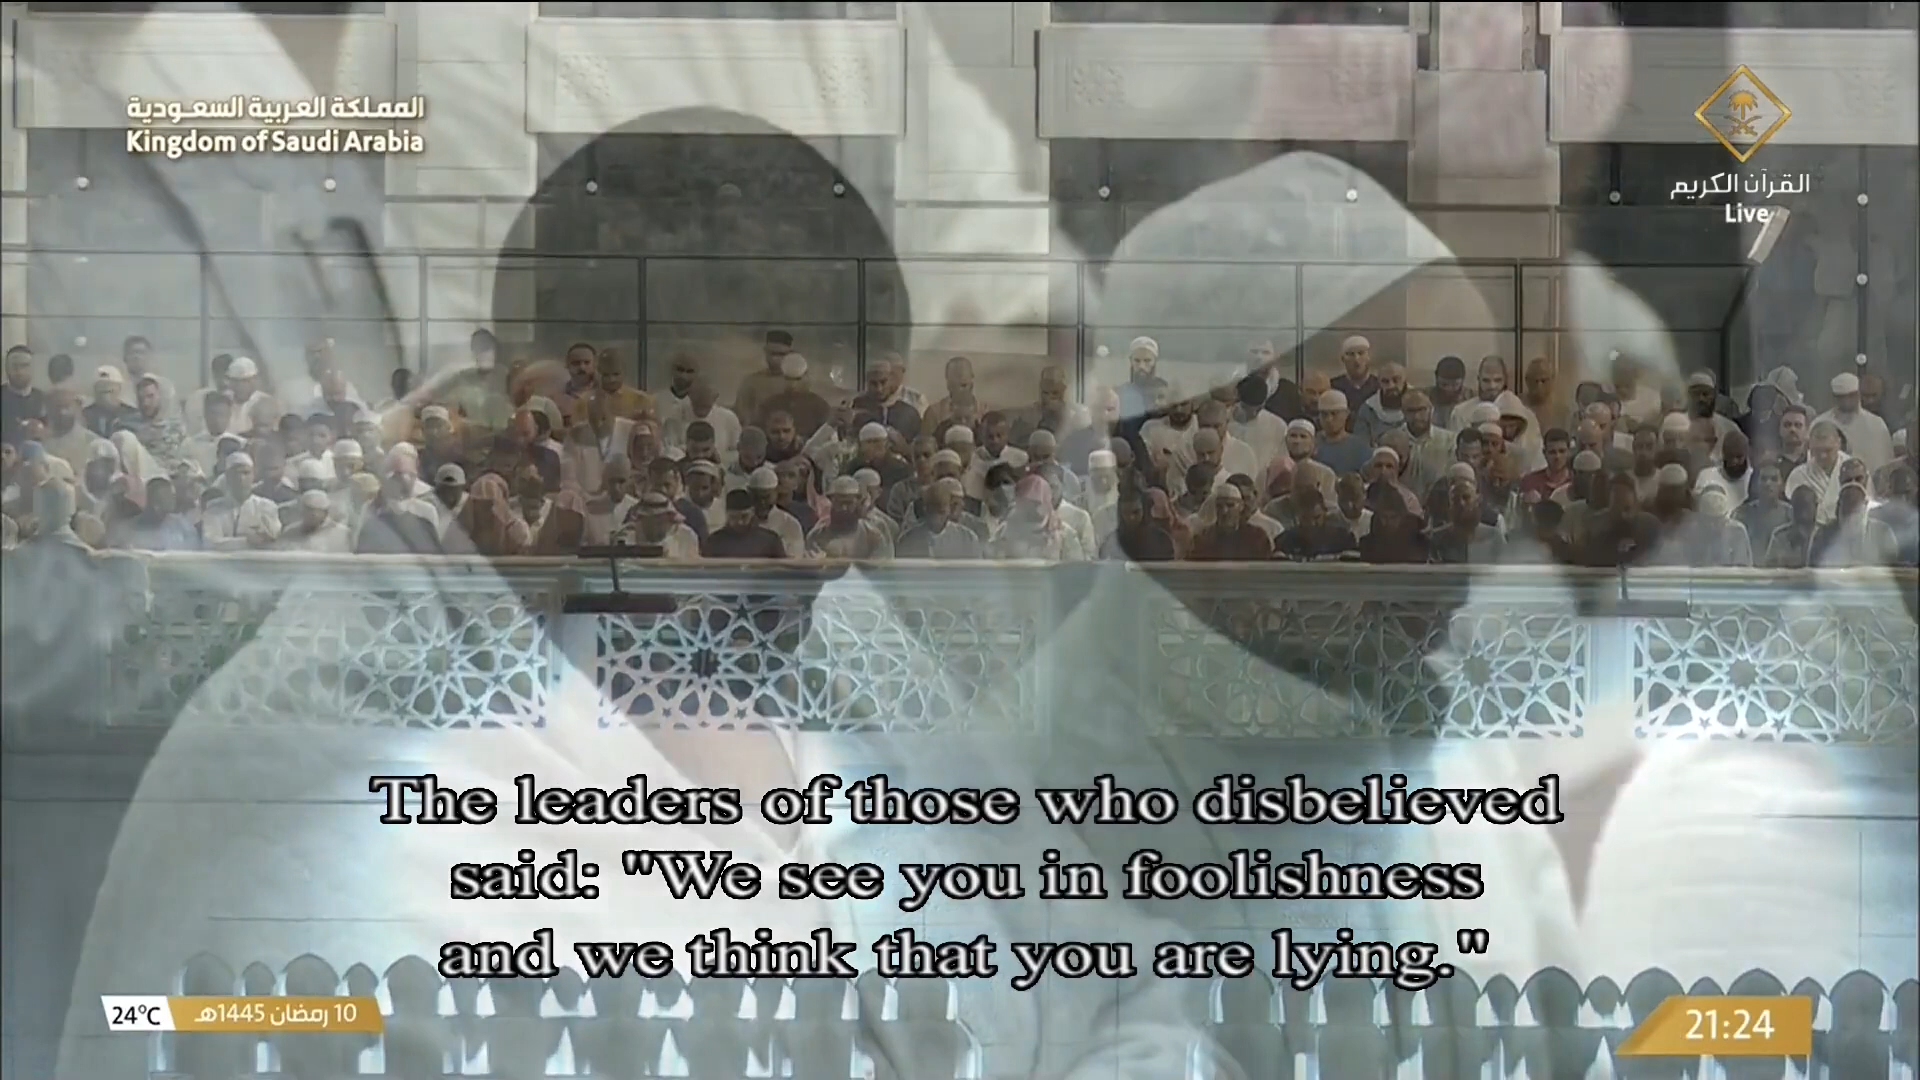 المملكة العربية السعودية
Kingdom of Saudi Arabia
القرآن الكريم
Live
The leaders of those who disbelieved
said: "We see you in foolishness
and we think that you are lying."
24°C
10 رمضان 1445هـ
21:24